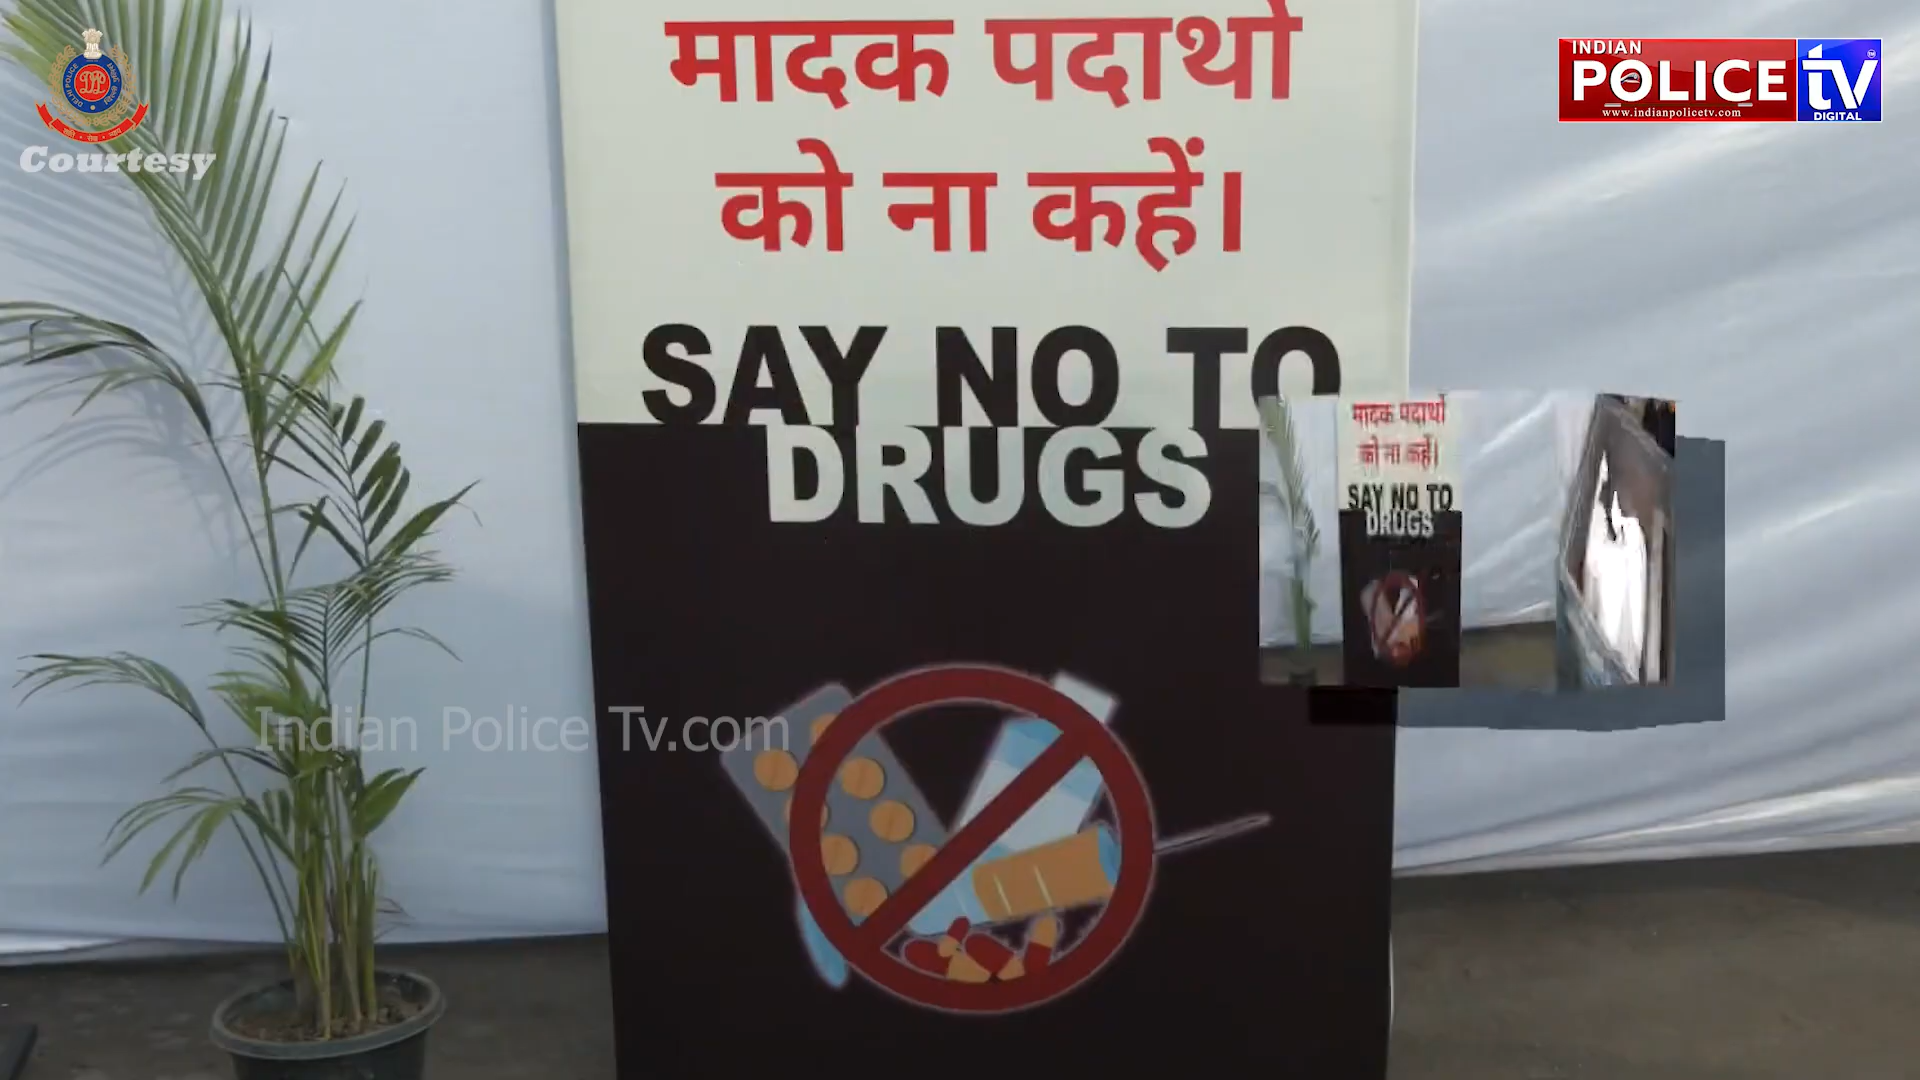 मादक पदार्थों
को ना कहें।
SAY NO TO
DRUGS
Courtesy
INDIAN
POLICE tv
www.indianpolicetv.com
DIGITAL
Indian Police Tv.com
मादक पदार्थों
को ना कहें।
SAY NO TO
DRUGS